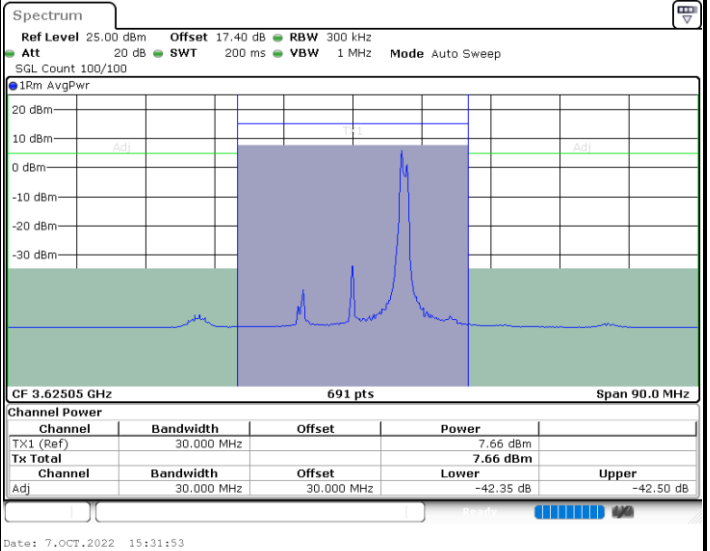 Spectrum
Ref Level 25.00 dBm Offset 17.40 dB RBW 300 kHz
Att 20 dB SWT 200 ms VBW 1 MHz Mode Auto Sweep
SGL Count 100/100
1Rm AvgPwr
20 dBm
TX1
10 dBm
Adj Adj
0 dBm
-10 dBm
-20 dBm
-30 dBm
CF 3.62505 GHz 691 pts Span 90.0 MHz
Channel Power
Channel Bandwidth Offset Power
TX1 (Ref) 30.000 MHz 7.66 dBm
Tx Total 7.66 dBm
Channel Bandwidth Offset Lower Upper
Adj 30.000 MHz 30.000 MHz -42.35 dB -42.50 dB
Ready
Date: 7.OCT.2022 15:31:53